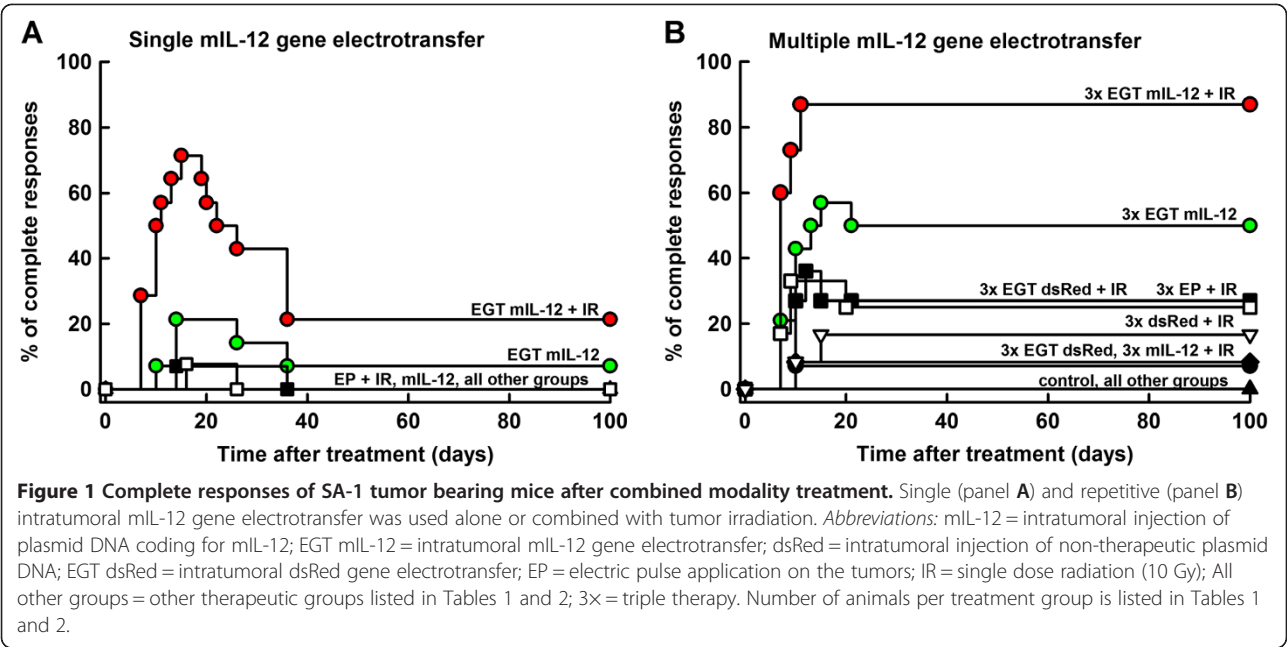 A
Single mIL-12 gene electrotransfer
% of complete responses
100
80
60
40
20
0
EGT mIL-12 + IR
EGT mIL-12
EP + IR, mIL-12, all other groups
0 20 40 60 80 100
Time after treatment (days)
B
Multiple mIL-12 gene electrotransfer
% of complete responses
100
80
60
40
20
0
3x EGT mIL-12 + IR
3x EGT mIL-12
3x EGT dsRed + IR 3x EP + IR
3x dsRed + IR
3x EGT dsRed, 3x mIL-12 + IR
control, all other groups
0 20 40 60 80 100
Time after treatment (days)
Figure 1 Complete responses of SA-1 tumor bearing mice after combined modality treatment. Single (panel A) and repetitive (panel B)
intratumoral mIL-12 gene electrotransfer was used alone or combined with tumor irradiation. Abbreviations: mIL-12 = intratumoral injection of
plasmid DNA coding for mIL-12; EGT mIL-12 = intratumoral mIL-12 gene electrotransfer; dsRed = intratumoral injection of non-therapeutic plasmid
DNA; EGT dsRed = intratumoral dsRed gene electrotransfer; EP = electric pulse application on the tumors; IR = single dose radiation (10 Gy); All
other groups = other therapeutic groups listed in Tables 1 and 2; 3× = triple therapy. Number of animals per treatment group is listed in Tables 1
and 2.